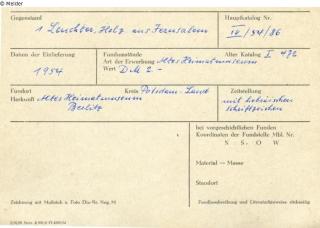 © Heider
Gegenstand
Hauptkatalog Nr.
1 Leuchter, Holz aus Jerusalem
IV/54/86
Datum der Einlieferung
Fundumstände
Alter Katalog I 472
Art der Erwerbung Altes Heimatmuseum
1954
Wert DM 2.-
Fundort
Kreis Potsdam-Land
Zeitstellung
Herkunft Altes Heimatmuseum
mit hebräischen
Beelitz
Schriftzeichen
bei vorgeschichtlichen Funden
Koordinaten der Fundstelle Mbl. Nr.
N - S - O - W
Material — Masse
Standort
Zeichnung mit Maßstab u. Foto Dia-Nr. Neg. Nr.
Fundbeschreibung und Literaturhinweise rückseitig